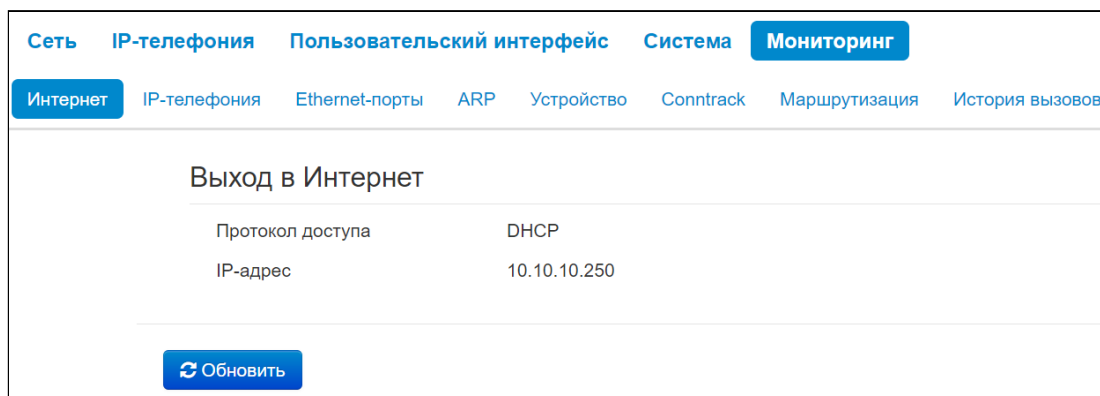 Сеть IP-телефония Пользовательский интерфейс Система Мониторинг
Интернет IP-телефония Ethernet-порты ARP Устройство Conntrack Маршрутизация История вызовов
Выход в Интернет
Протокол доступа DHCP
IP-адрес 10.10.10.250
Обновить